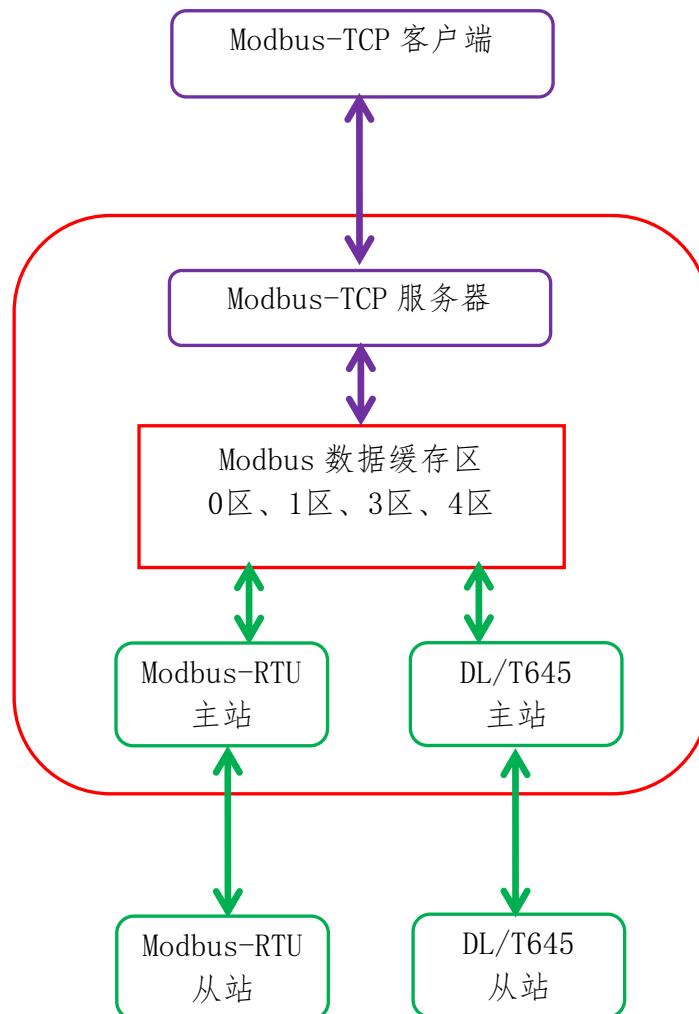 Modbus-TCP 客户端
Modbus-TCP 服务器
Modbus 数据缓存区
0区、1区、3区、4区
Modbus-RTU
主站
DL/T645
主站
Modbus-RTU
从站
DL/T645
从站